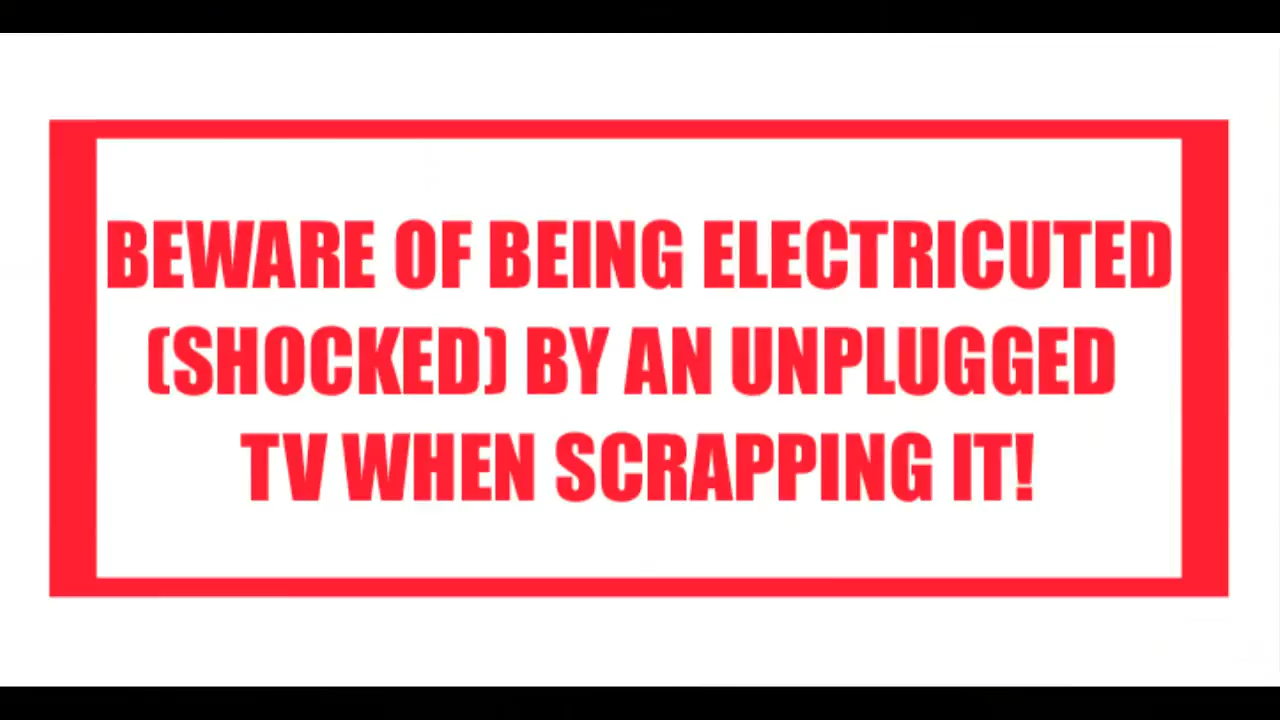 BEWARE OF BEING ELECTRICUTED
(SHOCKED) BY AN UNPLUGGED
TV WHEN SCRAPPING IT!